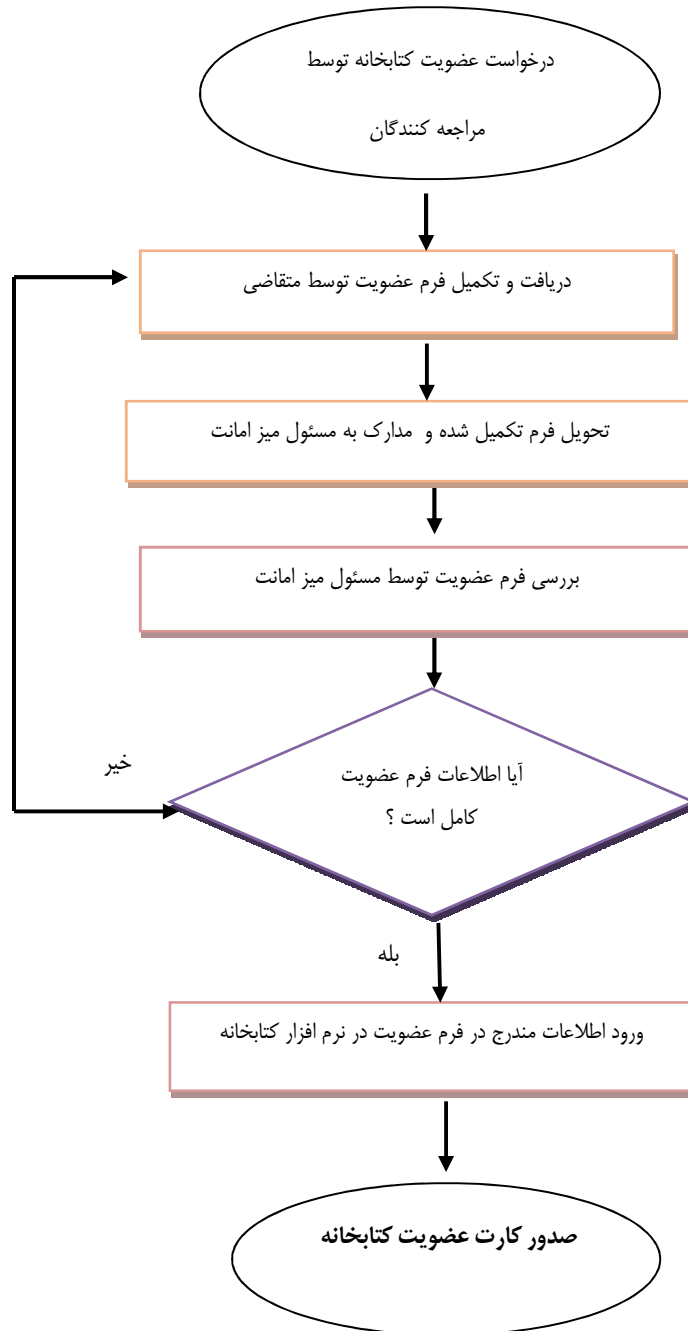 درخواست عضویت کتابخانه توسط
مراجعه کنندگان
دریافت و تکمیل فرم عضویت توسط متقاضی
تحویل فرم تکمیل شده و مدارک به مسئول میز امانت
بررسی فرم عضویت توسط مسئول میز امانت
خیر
آیا اطلاعات فرم عضویت
کامل است ؟
بله
ورود اطلاعات مندرج در فرم عضویت در نرم افزار کتابخانه
صدور کارت عضویت کتابخانه